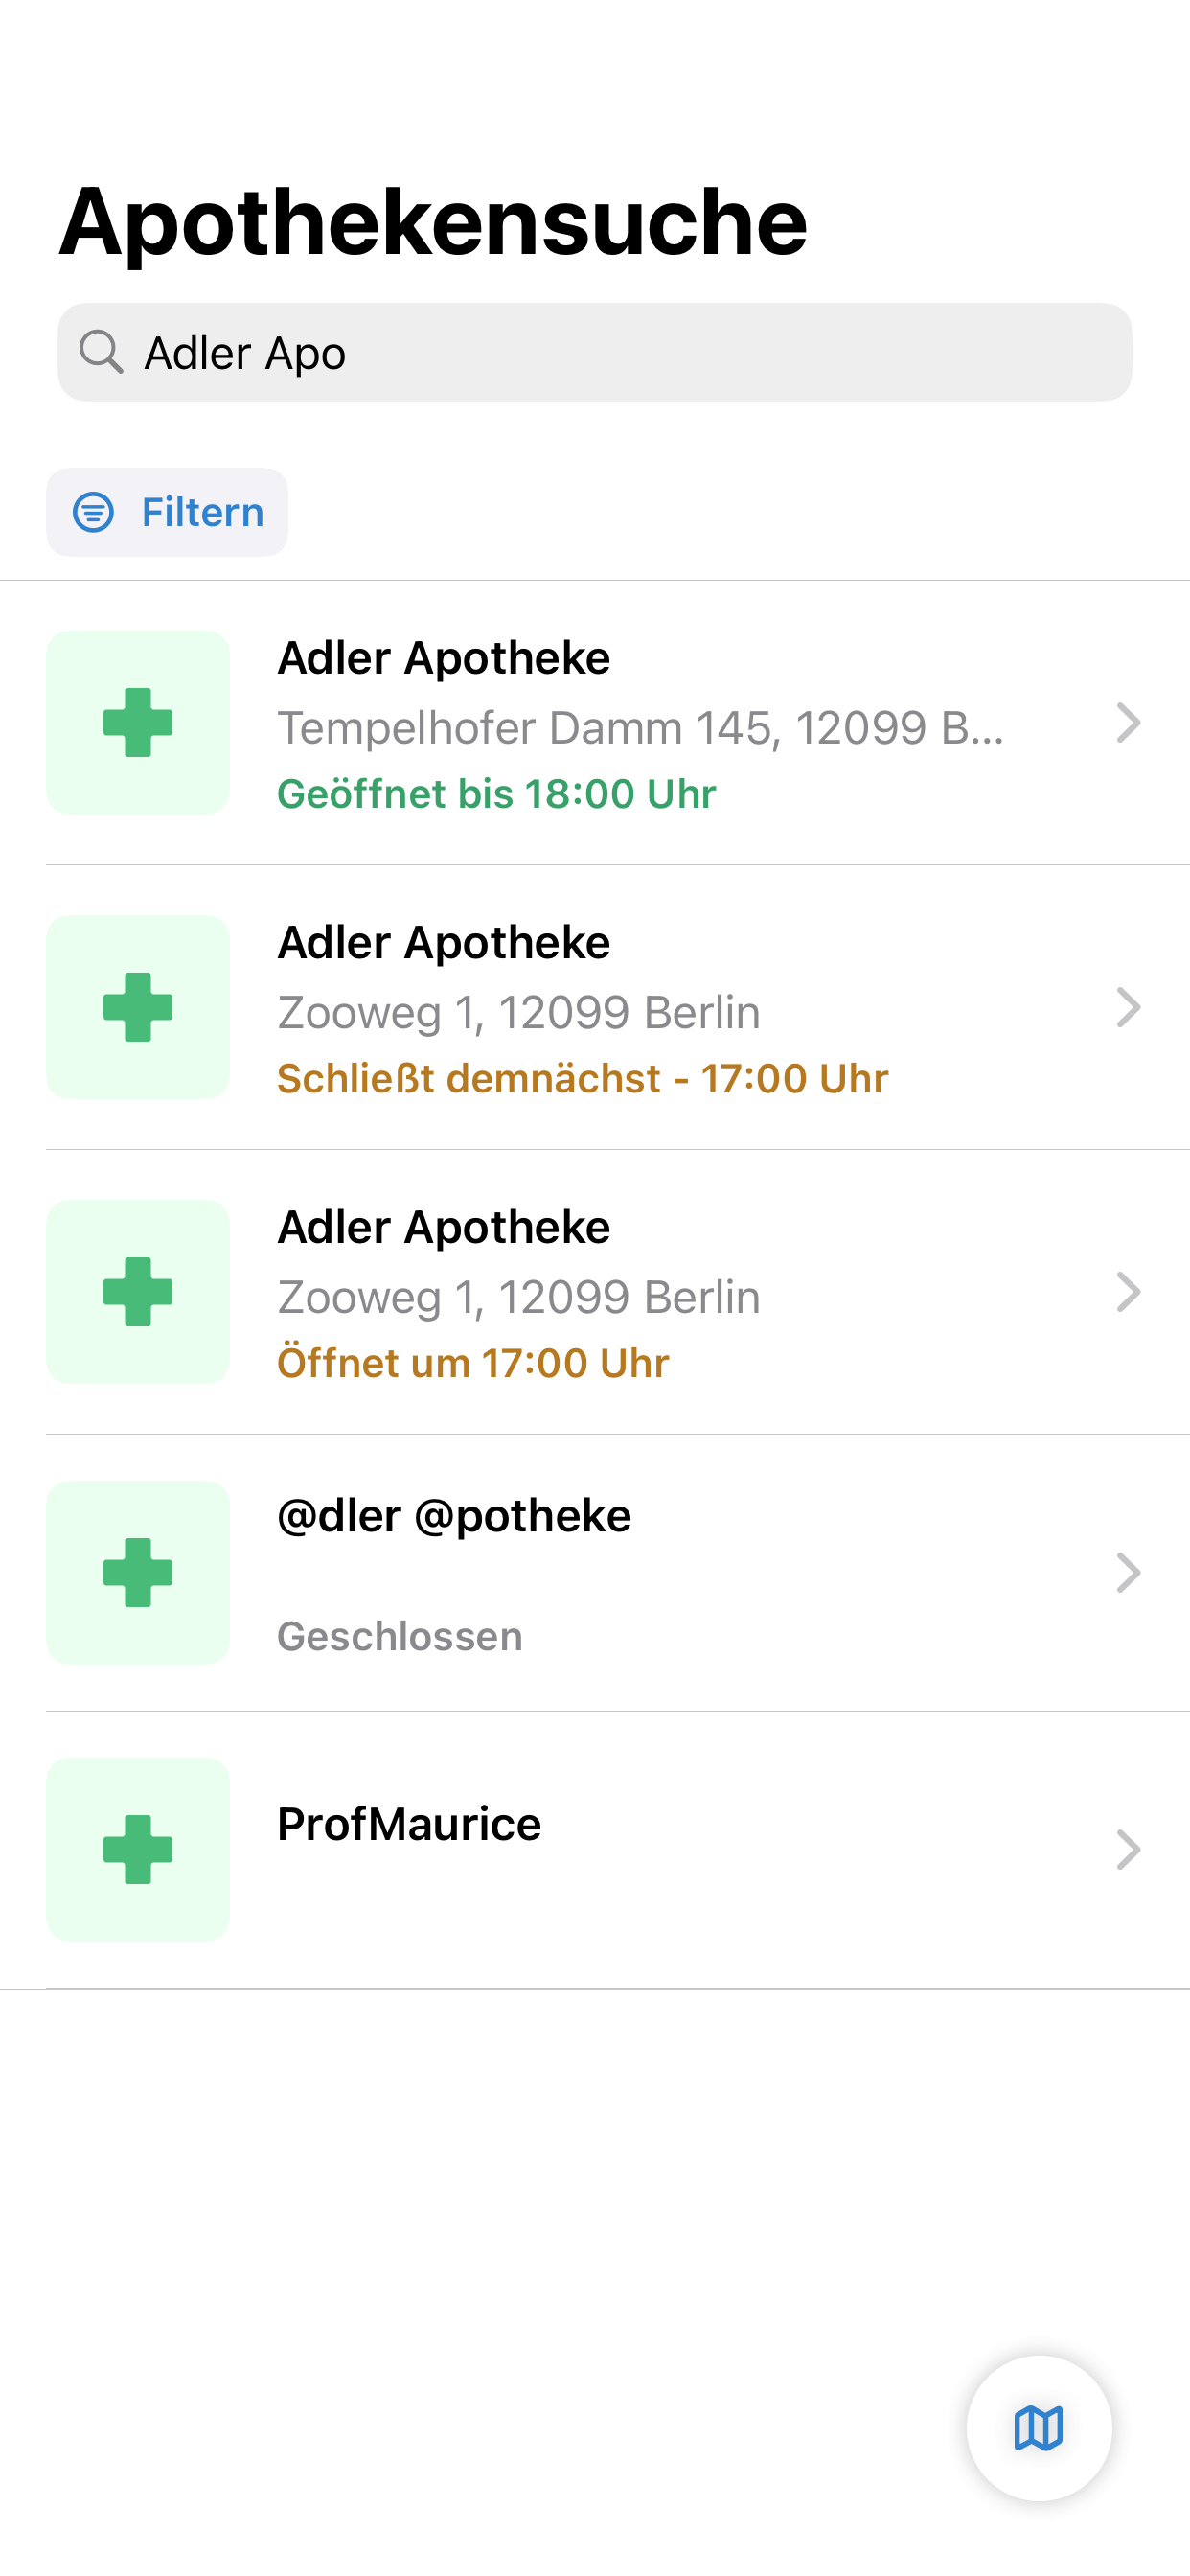 Apothekensuche
Adler Apo
Filtern
Adler Apotheke
Tempelhofer Damm 145, 12099 B...
Geöffnet bis 18:00 Uhr
Adler Apotheke
Zooweg 1, 12099 Berlin
Schließt demnächst - 17:00 Uhr
Adler Apotheke
Zooweg 1, 12099 Berlin
Öffnet um 17:00 Uhr
@dler @potheke
Geschlossen
ProfMaurice